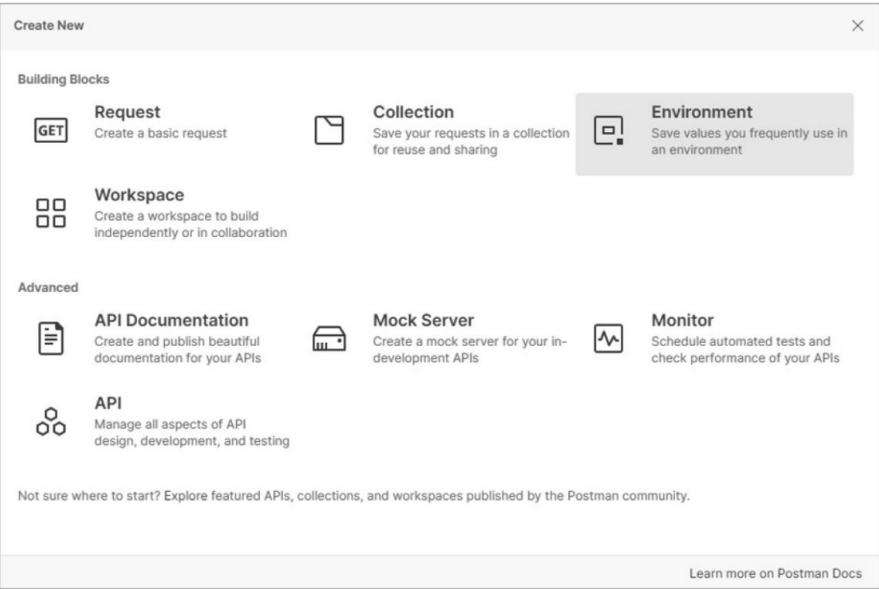 Create New
Building Blocks
GET
Request
Create a basic request
Collection
Save your requests in a collection
for reuse and sharing
Environment
Save values you frequently use in
an environment
Workspace
Create a workspace to build
independently or in collaboration
Advanced
API Documentation
Create and publish beautiful
documentation for your APIs
Mock Server
Create a mock server for your in-
development APIs
Monitor
Schedule automated tests and
check performance of your APIs
API
Manage all aspects of API
design, development, and testing
Not sure where to start? Explore featured APIs, collections, and workspaces published by the Postman community.
Learn more on Postman Docs